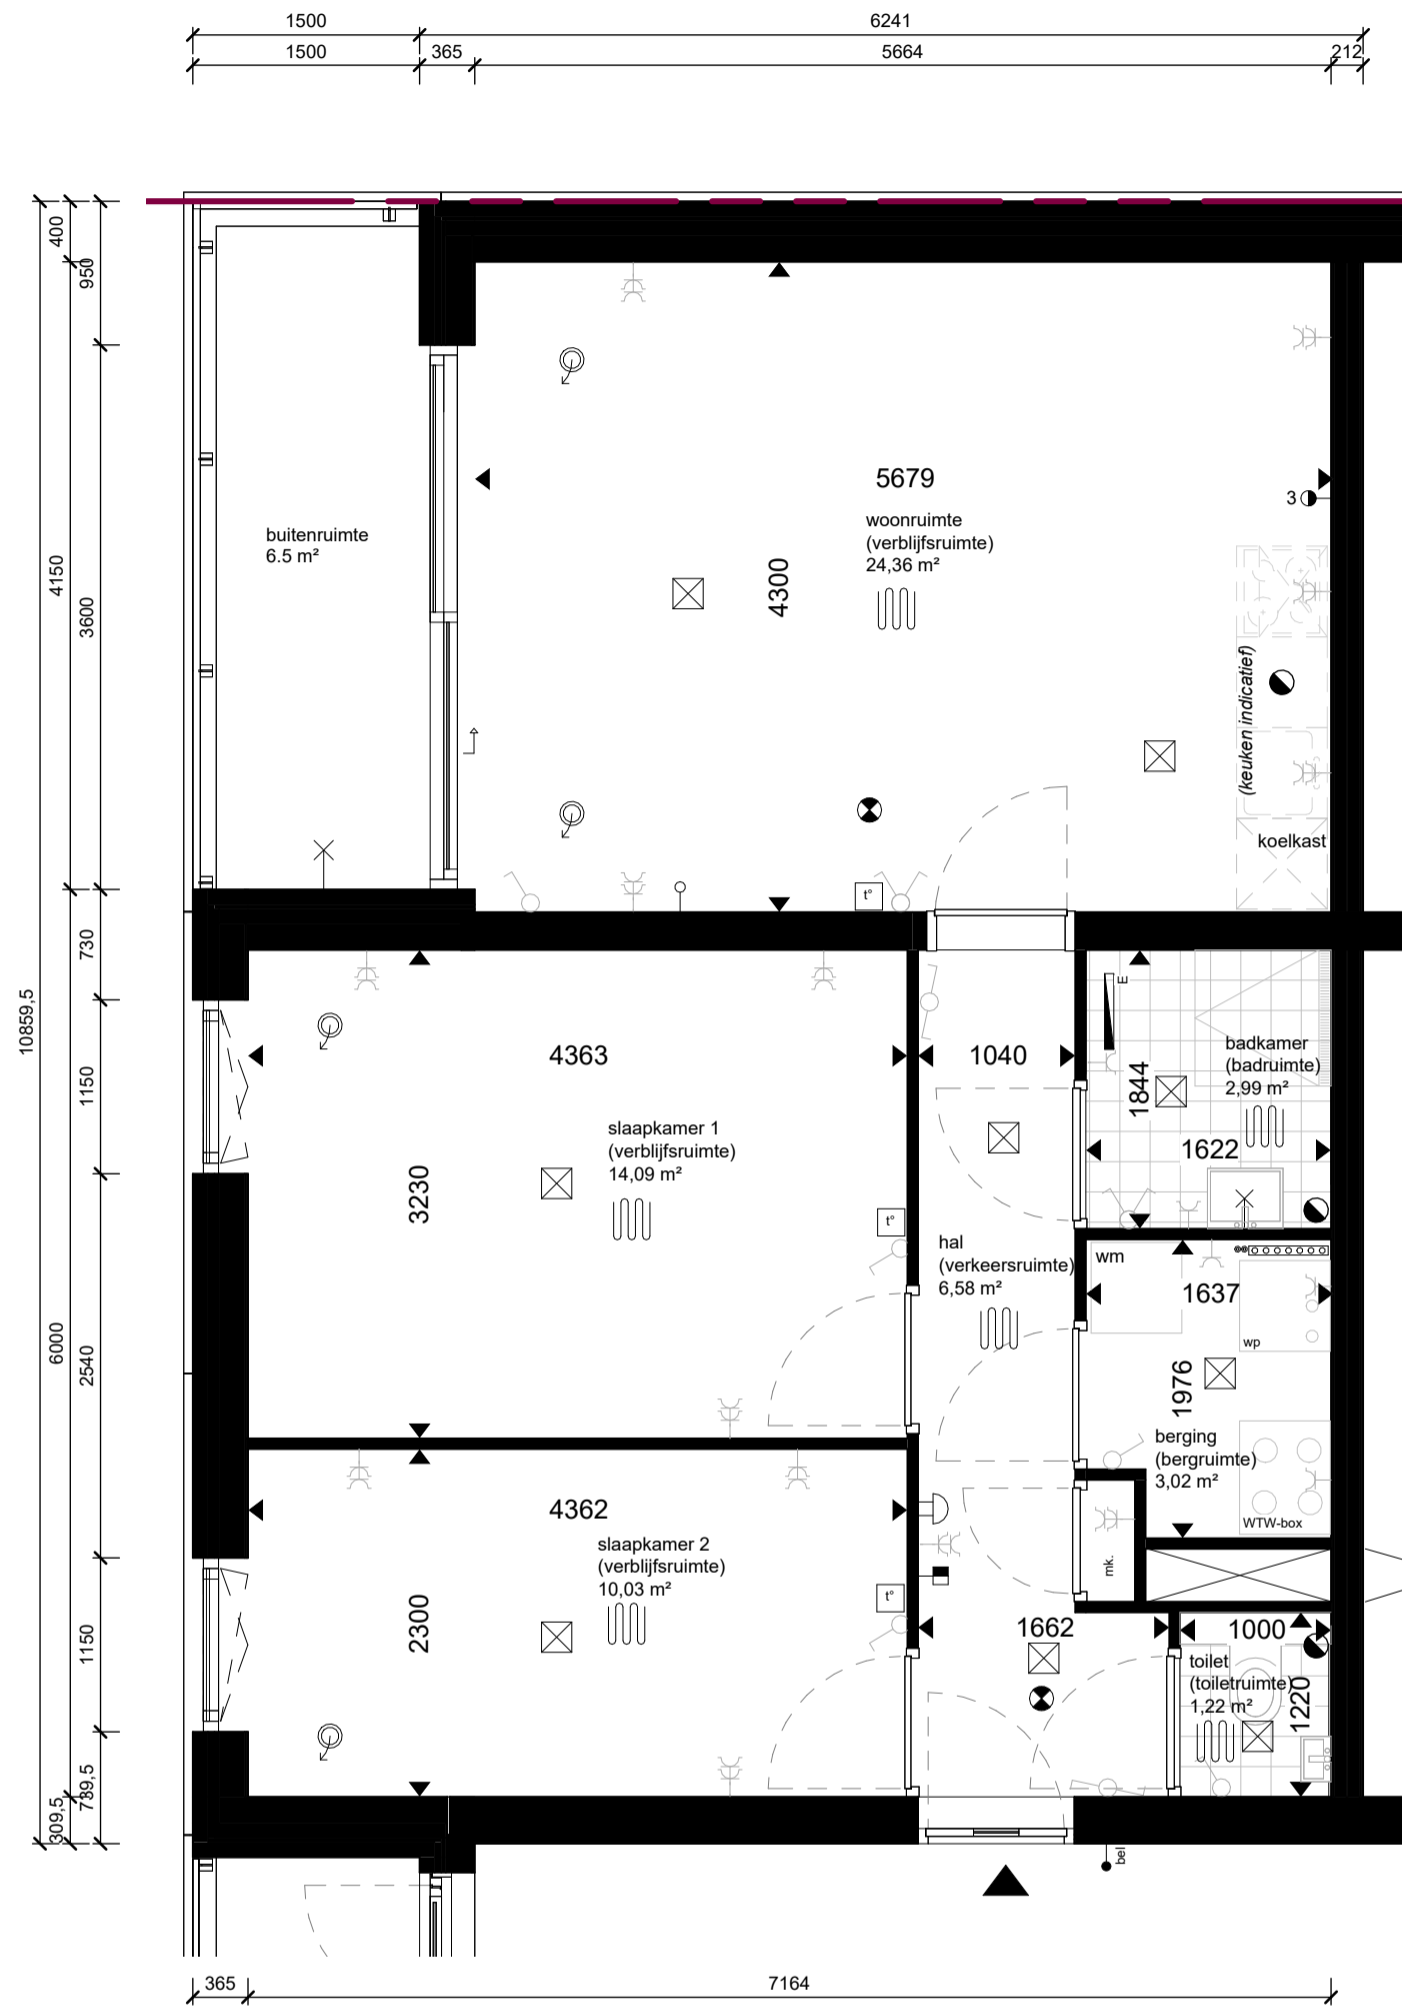 1500
6241
1500
365
5664
212
400
950
5679
woonruimte
(verblijfsruimte)
24,36 m²
3
buitenruimte
6.5 m²
4150
3600
4300
(keuken indicatief)
koelkast
t°
730
10859,5
4363
1040
E
badkamer
(badruimte)
2,99 m²
1150
1844
1622
slaapkamer 1
(verblijfsruimte)
14,09 m²
3230
t°
hal
(verkeersruimte)
6,58 m²
wm
1637
wp
6000
2540
1976
berging
(bergruimte)
3,02 m²
WTW-box
4362
slaapkamer 2
(verblijfsruimte)
10,03 m²
mk.
t°
2300
1150
1662
1000
toilet
(toiletruimte)
1,22 m²
1220
789,5
309,5
bel
365
7164